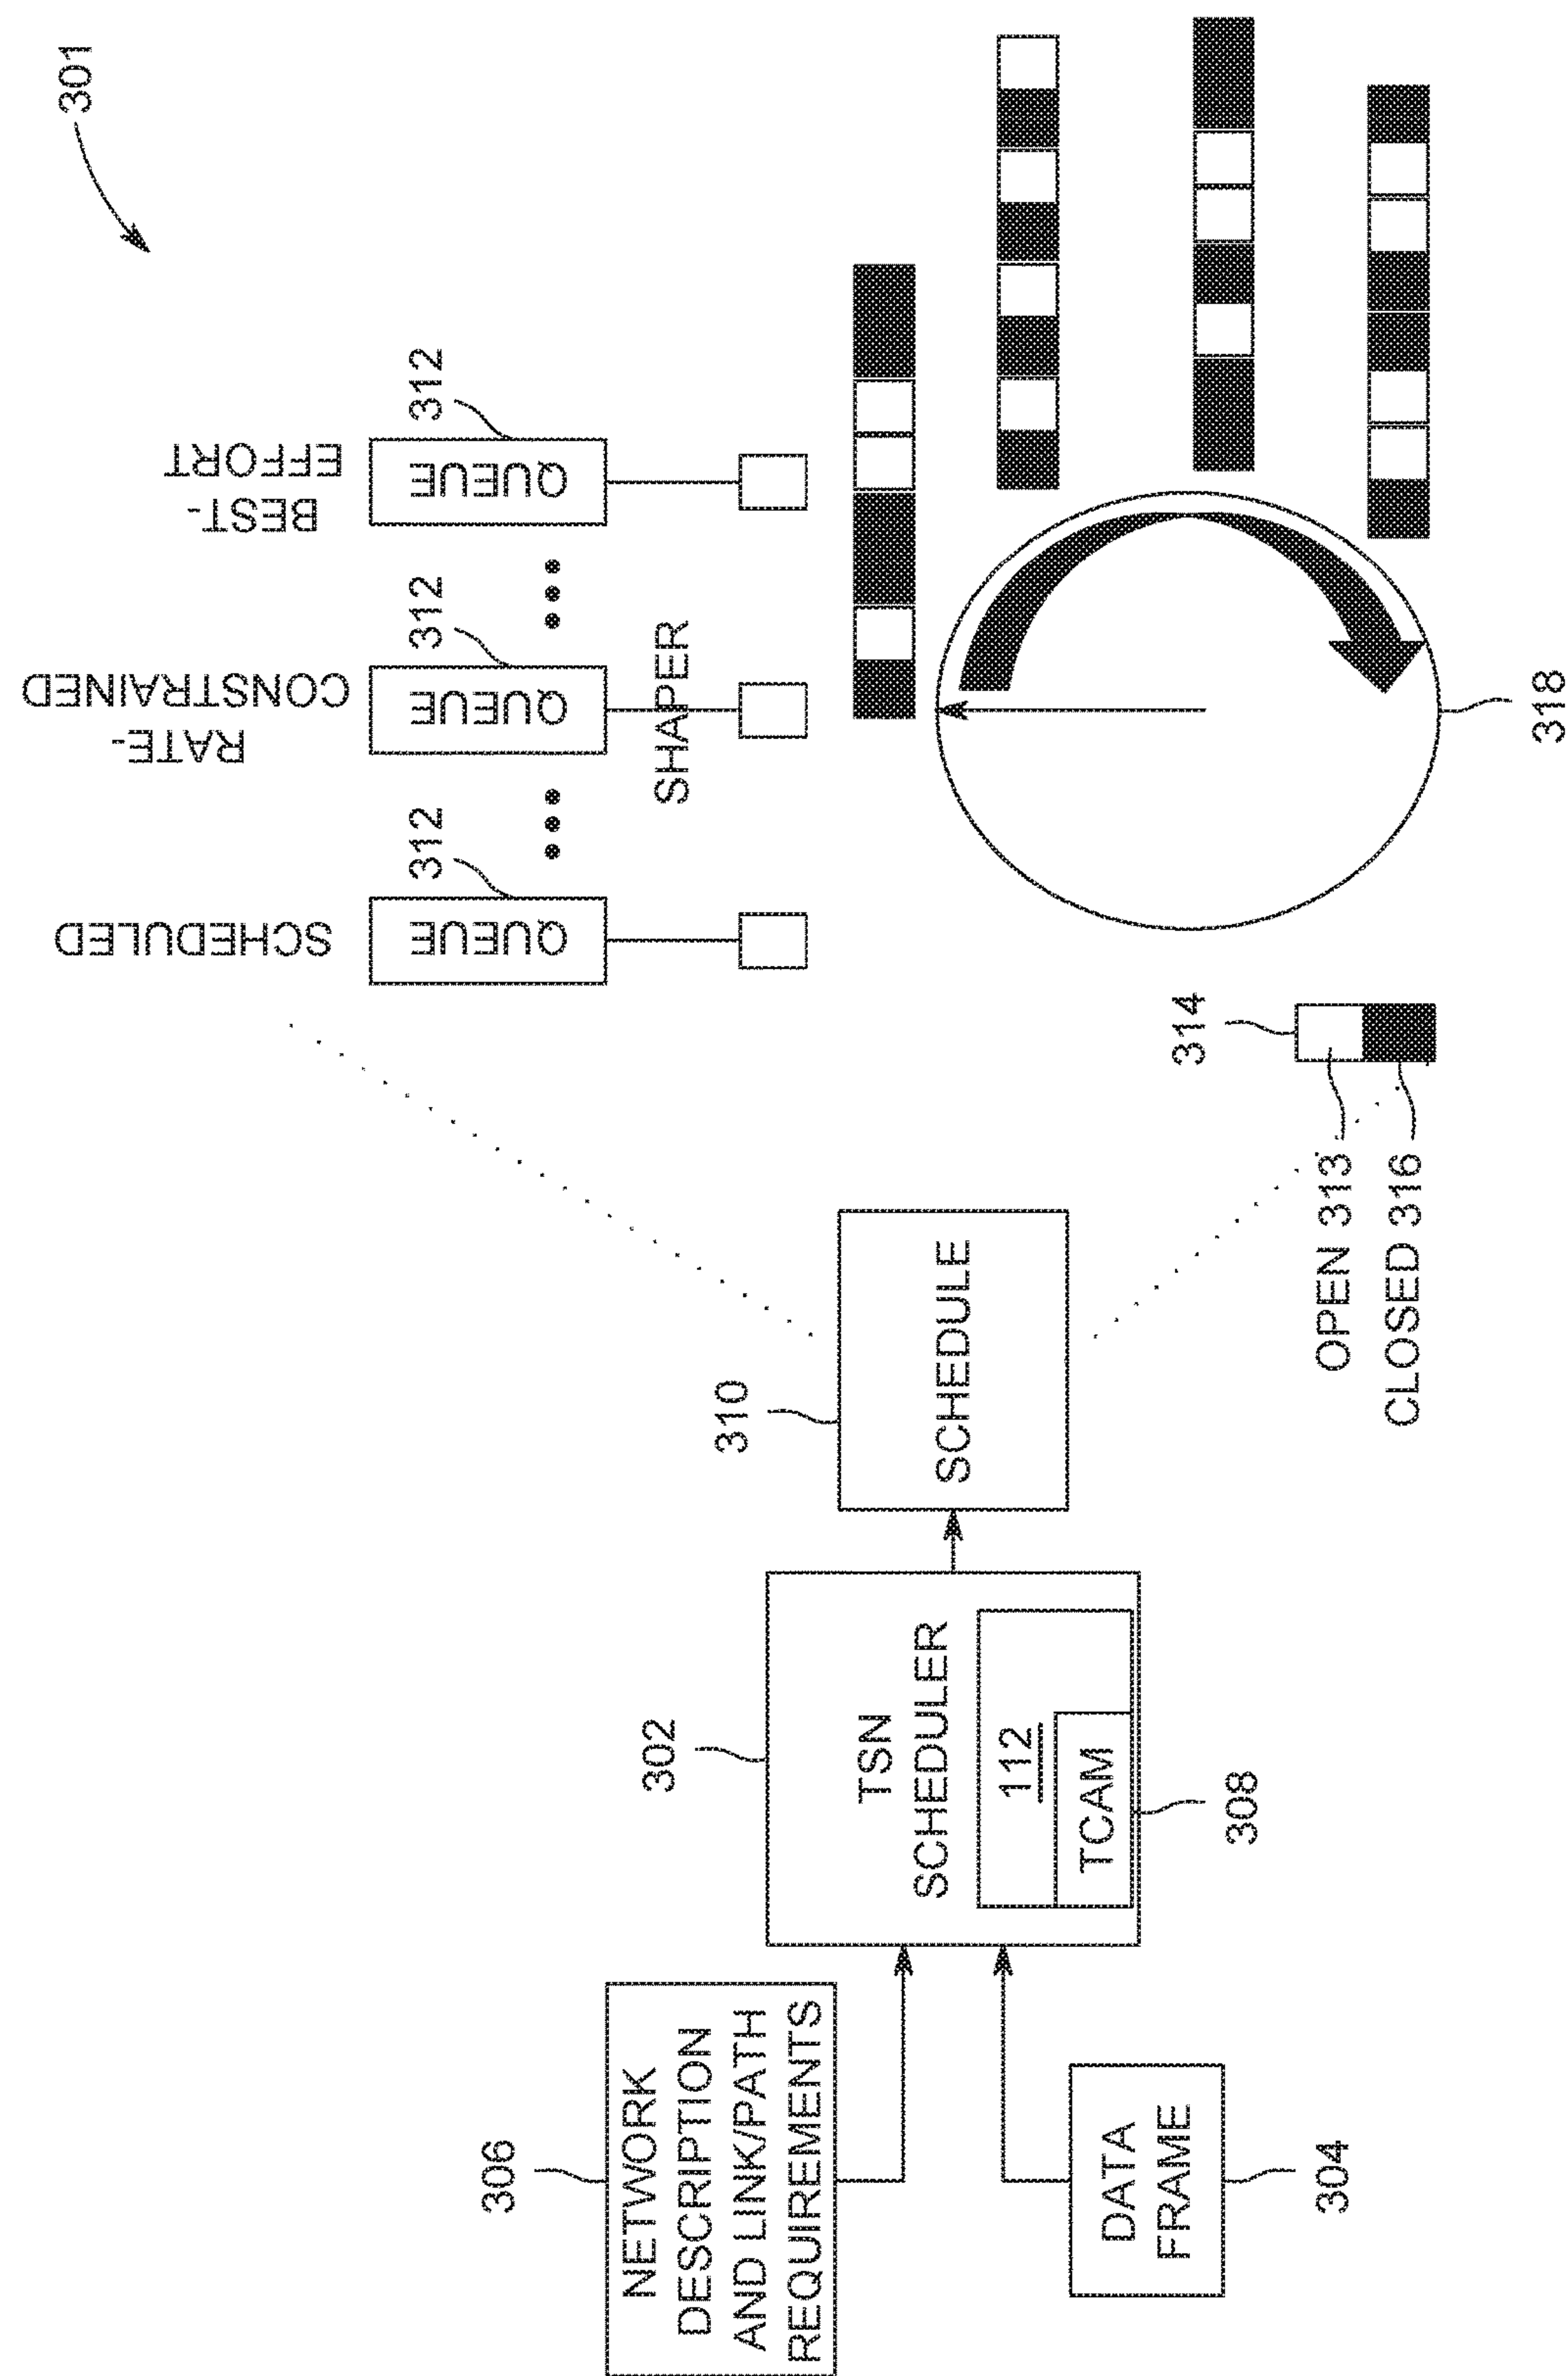 301
306
NETWORK
DESCRIPTION
AND LINK/PATH
REQUIREMENTS
DATA
FRAME
304
302
TSN
SCHEDULER
112
TCAM
308
310
SCHEDULE
SCHEDULED
RATE-
CONSTRAINED
BEST-
EFFORT
312
QUEUE
312
QUEUE
312
QUEUE
SHAPER
314
OPEN 313
CLOSED 316
318